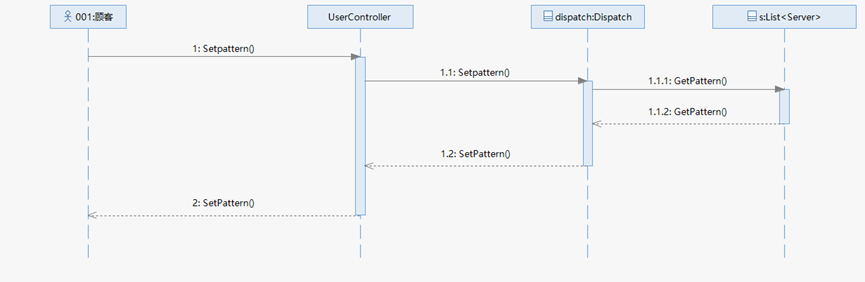 001:顾客
UserController
dispatch:Dispatch
s:List<Server>
1: Setpattern()
1.1: Setpattern()
1.1.1: GetPattern()
1.1.2: GetPattern()
1.2: SetPattern()
2: SetPattern()